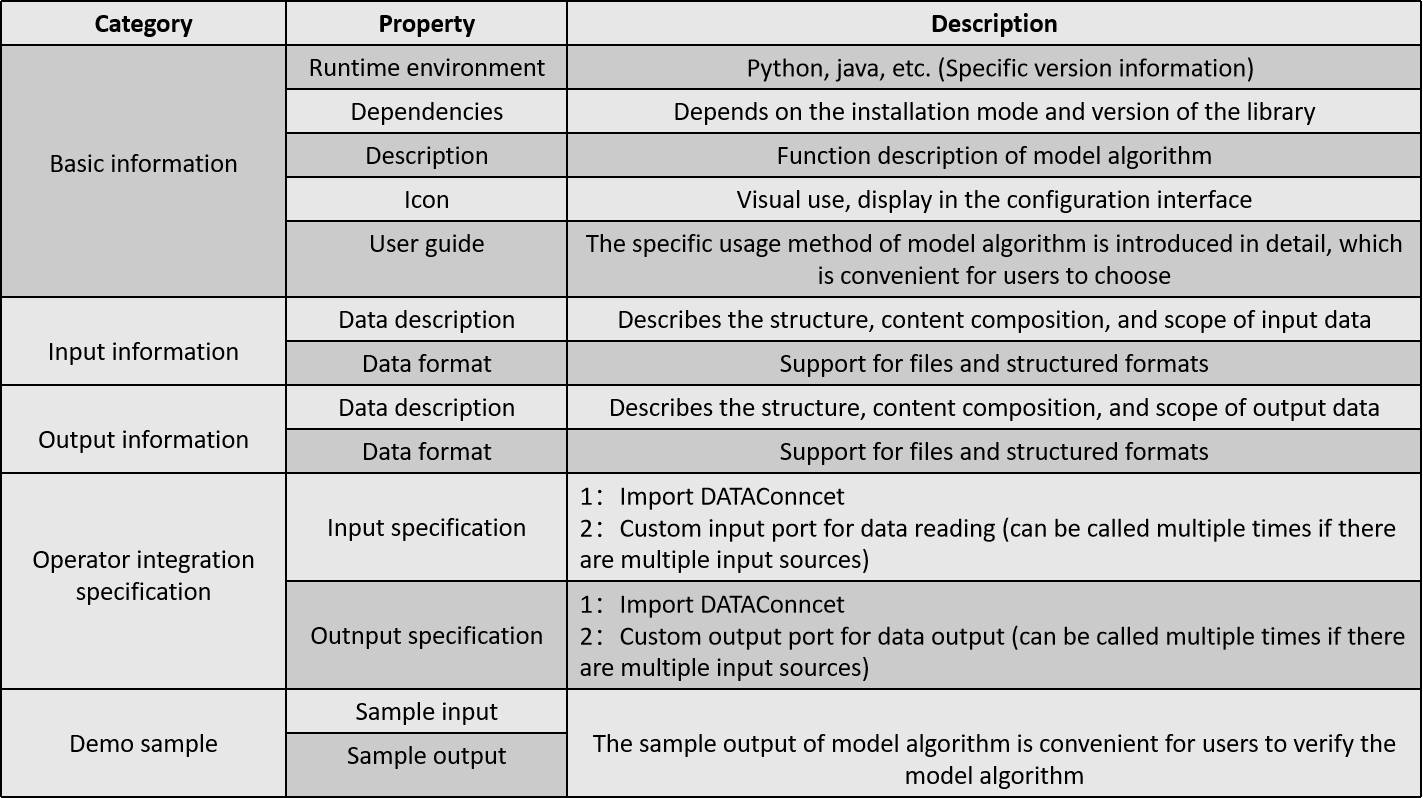 Category Property Description
Basic information
Runtime environment Python, java, etc. (Specific version information)
Dependencies Depends on the installation mode and version of the library
Description Function description of model algorithm
Icon Visual use, display in the configuration interface
User guide The specific usage method of model algorithm is introduced in detail, which
is convenient for users to choose
Input information
Data description Describes the structure, content composition, and scope of input data
Data format Support for files and structured formats
Output information
Data description Describes the structure, content composition, and scope of output data
Data format Support for files and structured formats
Operator integration
specification
Input specification
1：Import DATAConncet
2：Custom input port for data reading (can be called multiple times if there
are multiple input sources)
Outnput specification
1：Import DATAConncet
2：Custom output port for data output (can be called multiple times if there
are multiple input sources)
Demo sample
Sample input
Sample output
The sample output of model algorithm is convenient for users to verify the
model algorithm